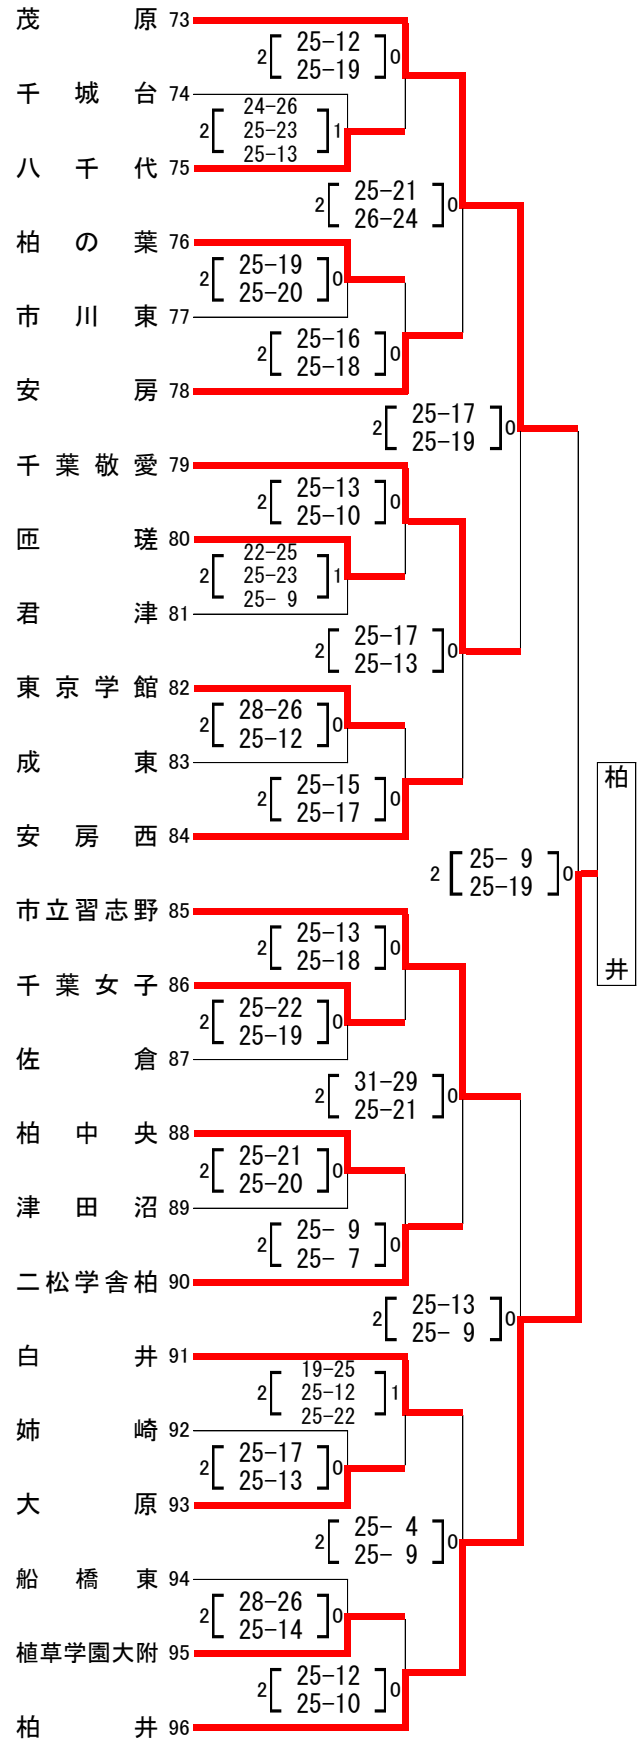 茂原 73
2 25-12 0
25-19
千城台 74
24-26
2 25-23 1
25-13
八千代 75
2 25-21 0
26-24
柏の葉 76
2 25-19 0
25-20
市川東 77
2 25-16 0
25-18
安房 78
2 25-17 0
25-19
千葉敬愛 79
2 25-13 0
25-10
匝瑳 80
22-25
2 25-23 1
25- 9
君津 81
2 25-17 0
25-13
東京学館 82
2 28-26 0
25-12
成東 83
2 25-15 0
25-17
安房西 84
2 25- 9 0
25-19
柏井
市立習志野 85
2 25-13 0
25-18
千葉女子 86
2 25-22 0
25-19
佐倉 87
2 31-29 0
25-21
柏中央 88
2 25-21 0
25-20
津田沼 89
2 25- 9 0
25- 7
二松学舎柏 90
2 25-13 0
25- 9
白井 91
19-25
2 25-12 1
25-22
姉崎 92
2 25-17 0
25-13
大原 93
2 25- 4 0
25- 9
船橋東 94
2 28-26 0
25-14
植草学園大附 95
2 25-12 0
25-10
柏井 96